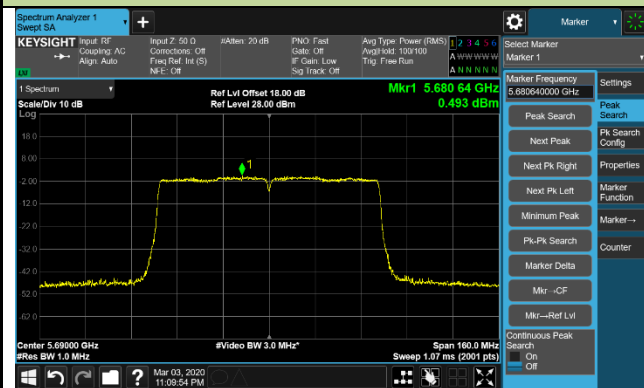 Spectrum Analyzer 1
Swept SA
+
Marker
KEYSIGHT
Input: RF
Coupling: AC
Align: Auto
Input Z: 50 Ω
Corrections: Off
Freq Ref: Int (S)
NFE: Off
#Atten: 20 dB
PNO: Fast
Gate: Off
IF Gain: Low
Sig Track: Off
Avg Type: Power (RMS)
Avg|Hold: 100/100
Trig: Free Run
1 2 3 4 5 6
A W W W W W
A N N N N N
Select Marker
Marker 1
1 Spectrum
Scale/Div 10 dB
Log
Ref Lvl Offset 18.00 dB
Ref Level 28.00 dBm
Mkr1 5.680 64 GHz
0.493 dBm
18.0
8.00
-2.00
-12.0
-22.0
-32.0
-42.0
-52.0
-62.0
1
Center 5.69000 GHz
#Res BW 1.0 MHz
#Video BW 3.0 MHz*
Span 160.0 MHz
Sweep 1.07 ms (2001 pts)
Marker Frequency
5.680640000 GHz
Peak Search
Next Peak
Next Pk Right
Next Pk Left
Minimum Peak
Pk-Pk Search
Marker Delta
Mkr→CF
Mkr→Ref Lvl
Continuous Peak
Search
On
Off
Settings
Peak
Search
Pk Search
Config
Properties
Marker
Function
Marker→
Counter
?
Mar 03, 2020
11:09:54 PM